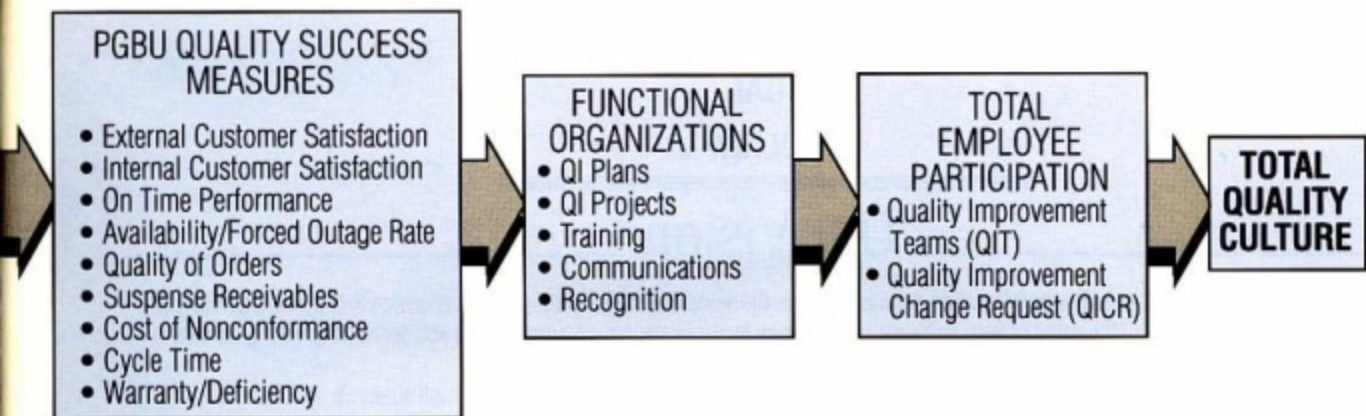 PGBU QUALITY SUCCESS
MEASURES
• External Customer Satisfaction
• Internal Customer Satisfaction
• On Time Performance
• Availability/Forced Outage Rate
• Quality of Orders
• Suspense Receivables
• Cost of Nonconformance
• Cycle Time
• Warranty/Deficiency
FUNCTIONAL
ORGANIZATIONS
• QI Plans
• QI Projects
• Training
• Communications
• Recognition
TOTAL
EMPLOYEE
PARTICIPATION
• Quality Improvement
Teams (QIT)
• Quality Improvement
Change Request (QICR)
TOTAL
QUALITY
CULTURE